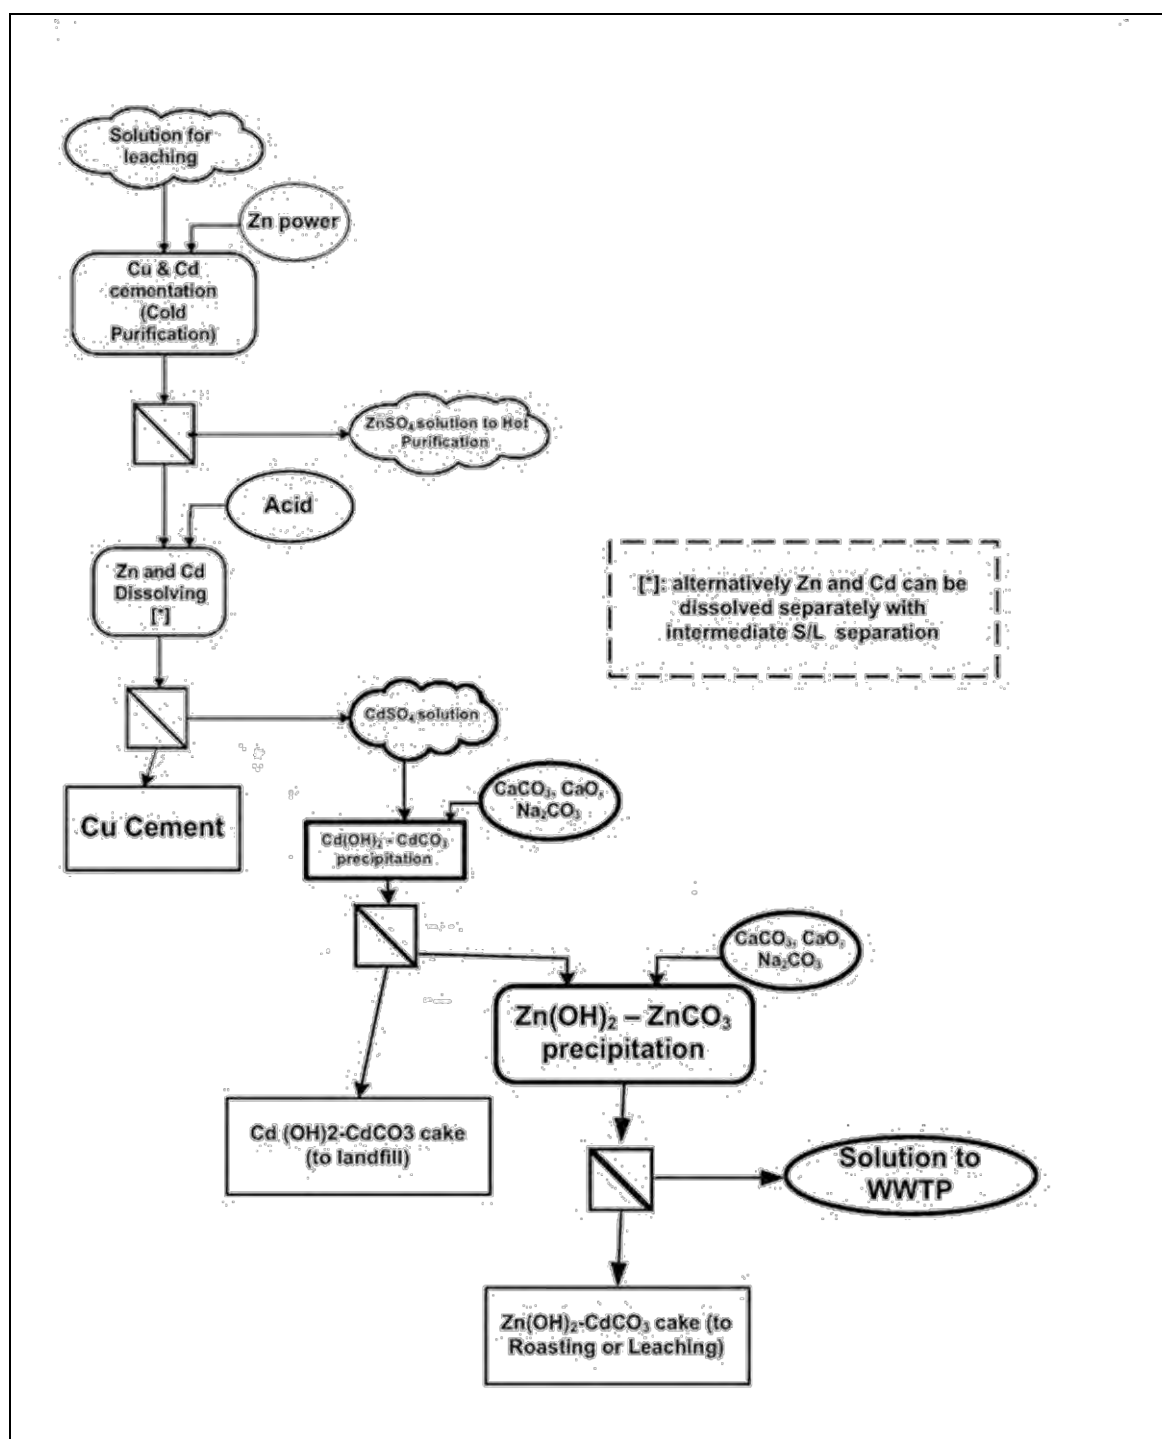 Solution for
leaching
Zn power
Cu & Cd
cementation
(Cold
Purification)
ZnSO₄ solution to Hot
Purification
Acid
Zn and Cd
Dissolving
[*]
[*]: alternatively Zn and Cd can be
dissolved separately with
intermediate S/L separation
CdSO₄ solution
Cu Cement
CaCO₃, CaO,
Na₂CO₃
Cd(OH)₂ – CdCO₃
precipitation
CaCO₃, CaO,
Na₂CO₃
Zn(OH)₂ – ZnCO₃
precipitation
Cd (OH)2-CdCO3 cake
(to landfill)
Solution to
WWTP
Zn(OH)₂-CdCO₃ cake (to
Roasting or Leaching)